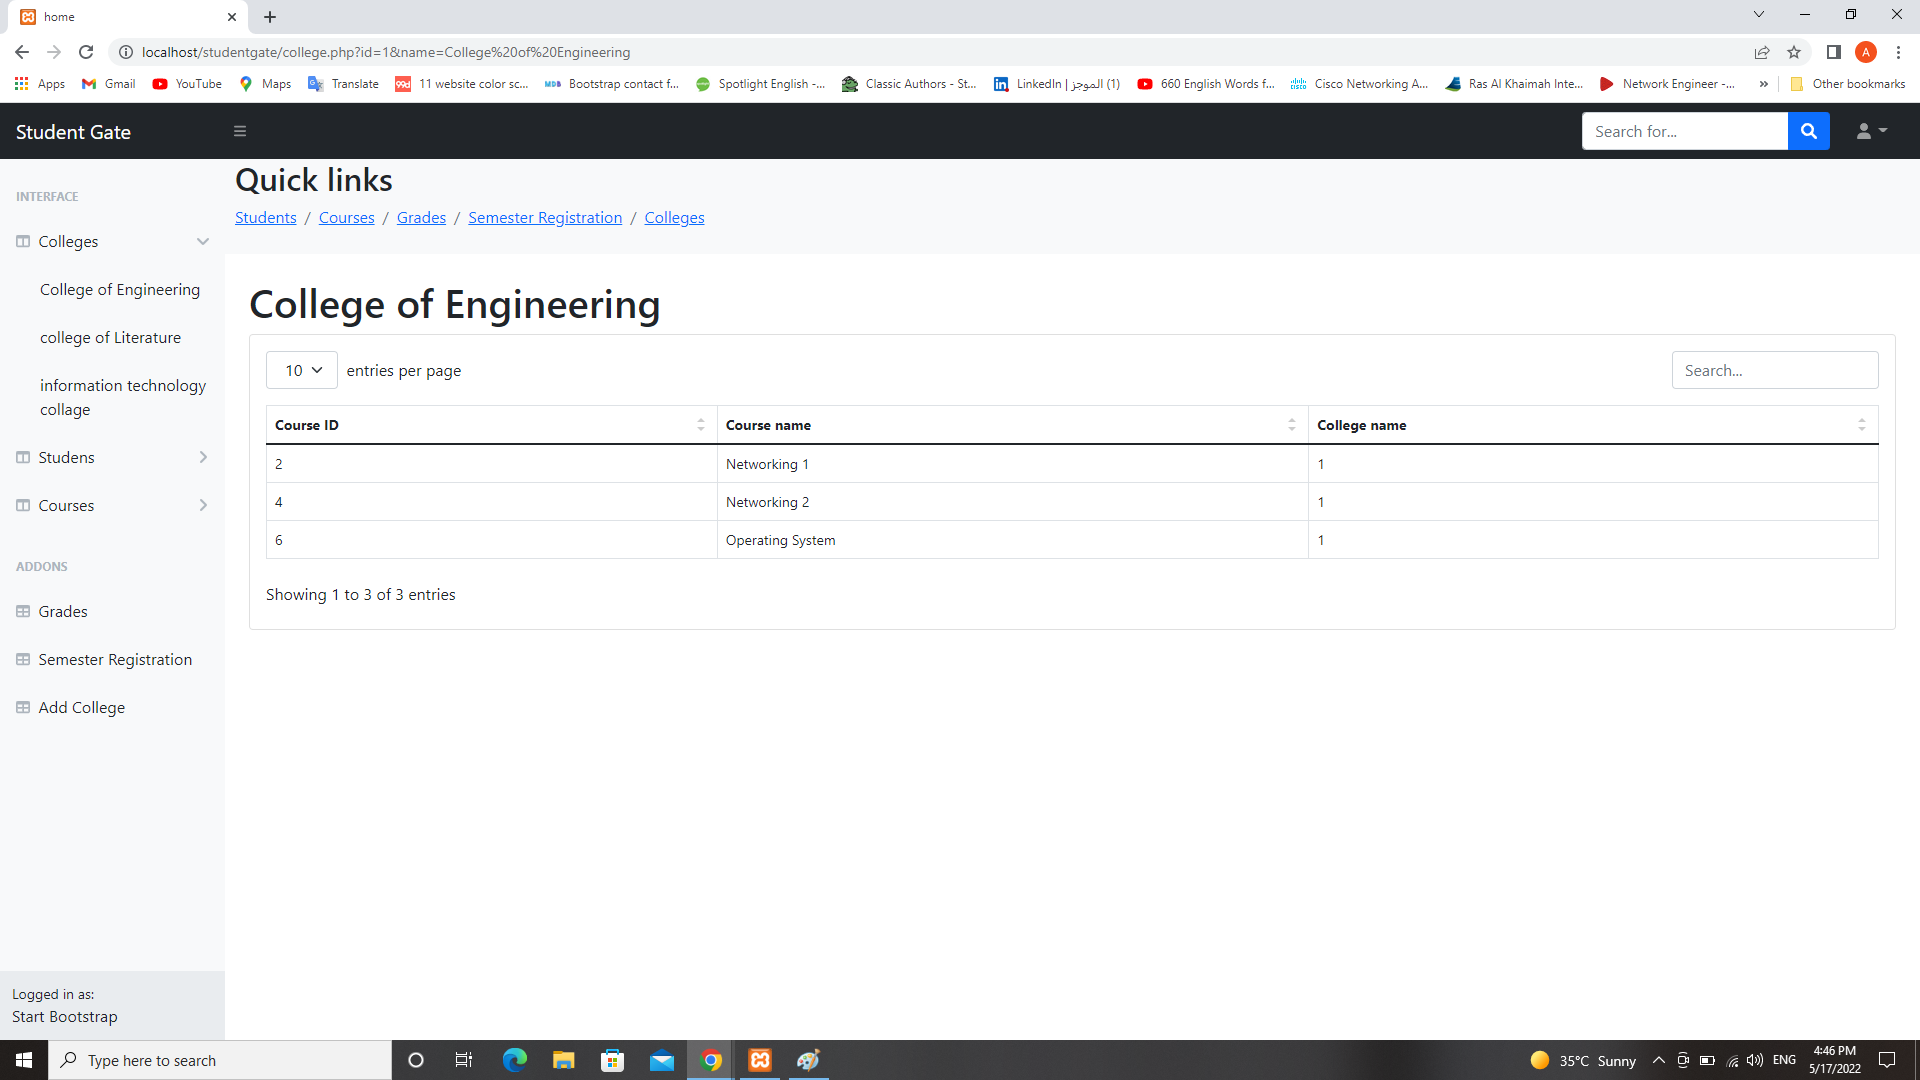 home
localhost/studentgate/college.php?id=1&name=College%20of%20Engineering
A
Apps Gmail YouTube Maps Translate 11 website color sc... Bootstrap contact f... Spotlight English -... Classic Authors - St... LinkedIn | الموجز (1) 660 English Words f... Cisco Networking A... Ras Al Khaimah Inte... Network Engineer -... » Other bookmarks
Student Gate
Search for...
Quick links
Students / Courses / Grades / Semester Registration / Colleges
INTERFACE
Colleges
College of Engineering
college of Literature
information technology
collage
Studens
Courses
ADDONS
Grades
Semester Registration
Add College
Logged in as:
Start Bootstrap
College of Engineering
10 entries per page
Search...
Course ID Course name College name
2 Networking 1 1
4 Networking 2 1
6 Operating System 1
Showing 1 to 3 of 3 entries
Type here to search
35°C Sunny
ENG
4:46 PM
5/17/2022